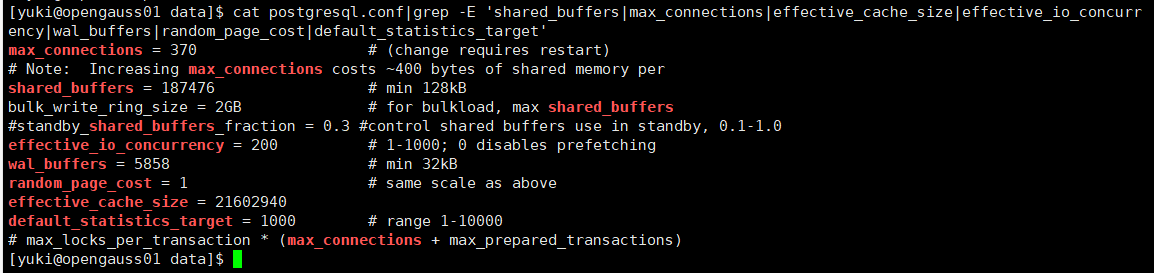 [yuki@opengauss01 data]$ cat postgresql.conf|grep -E 'shared_buffers|max_connections|effective_cache_size|effective_io_concurr
ency|wal_buffers|random_page_cost|default_statistics_target'
max_connections = 370                   # (change requires restart)
# Note:  Increasing max_connections costs ~400 bytes of shared memory per
shared_buffers = 187476                 # min 128kB
bulk_write_ring_size = 2GB              # for bulkload, max shared_buffers
#standby_shared_buffers_fraction = 0.3 #control shared buffers use in standby, 0.1-1.0
effective_io_concurrency = 200          # 1-1000; 0 disables prefetching
wal_buffers = 5858                      # min 32kB
random_page_cost = 1                    # same scale as above
effective_cache_size = 21602940
default_statistics_target = 1000        # range 1-10000
# max_locks_per_transaction * (max_connections + max_prepared_transactions)
[yuki@opengauss01 data]$